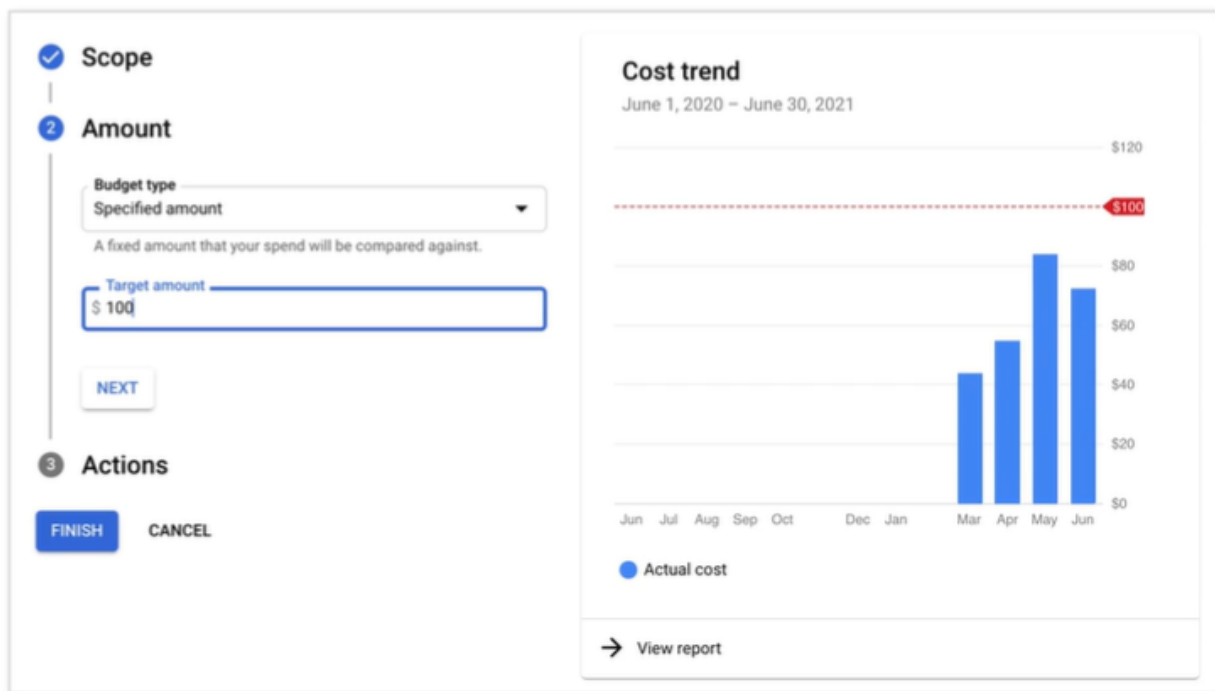 Scope
2 Amount
Budget type
Specified amount
A fixed amount that your spend will be compared against.
Target amount
$ 100
NEXT
3 Actions
FINISH CANCEL
Cost trend
June 1, 2020 – June 30, 2021
$120
$100
$80
$60
$40
$20
$0
Jun Jul Aug Sep Oct Dec Jan Mar Apr May Jun
Actual cost
View report